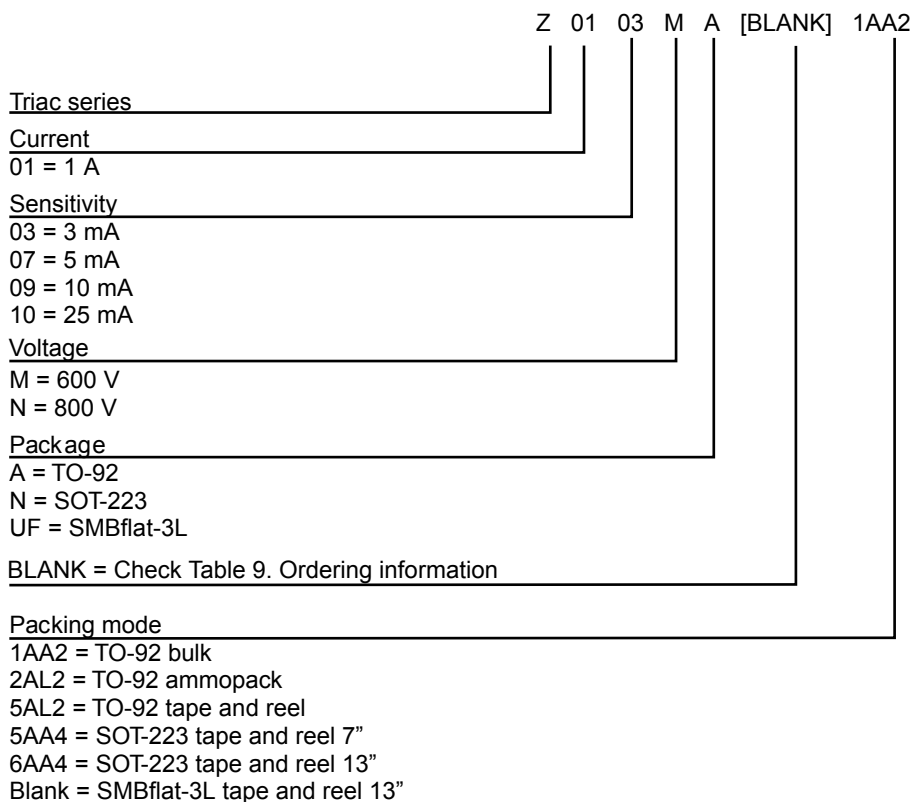 Z 01 03 M A [BLANK] 1AA2
Triac series
Current
01 = 1 A
Sensitivity
03 = 3 mA
07 = 5 mA
09 = 10 mA
10 = 25 mA
Voltage
M = 600 V
N = 800 V
Package
A = TO-92
N = SOT-223
UF = SMBflat-3L
BLANK = Check Table 9. Ordering information
Packing mode
1AA2 = TO-92 bulk
2AL2 = TO-92 ammopack
5AL2 = TO-92 tape and reel
5AA4 = SOT-223 tape and reel 7”
6AA4 = SOT-223 tape and reel 13”
Blank = SMBflat-3L tape and reel 13”